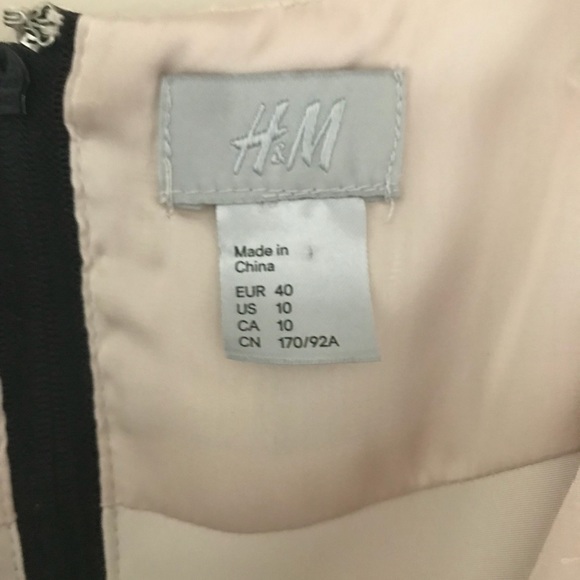 H&M
Made in
China
EUR 40
US 10
CA 10
CN 170/92A